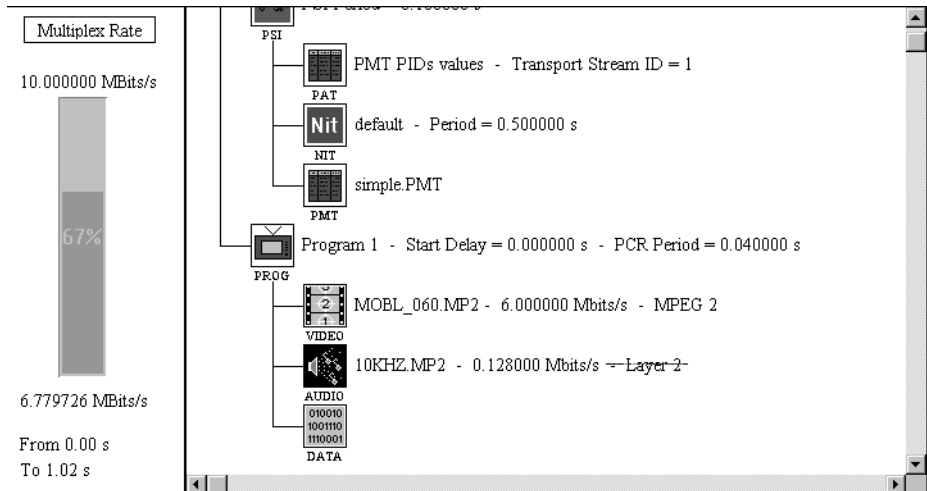 Multiplex Rate
10.000000 MBits/s
67%
6.779726 MBits/s
From 0.00 s
To 1.02 s
PSI
PMT PIDs values - Transport Stream ID = 1
PAT
Nit
default - Period = 0.500000 s
NIT
simple.PMT
PMT
Program 1 - Start Delay = 0.000000 s - PCR Period = 0.040000 s
PROG
2
1
MOBL_060.MP2 - 6.000000 Mbits/s - MPEG 2
VIDEO
10KHZ.MP2 - 0.128000 Mbits/s - Layer 2
AUDIO
010010
1001110
1110001
DATA